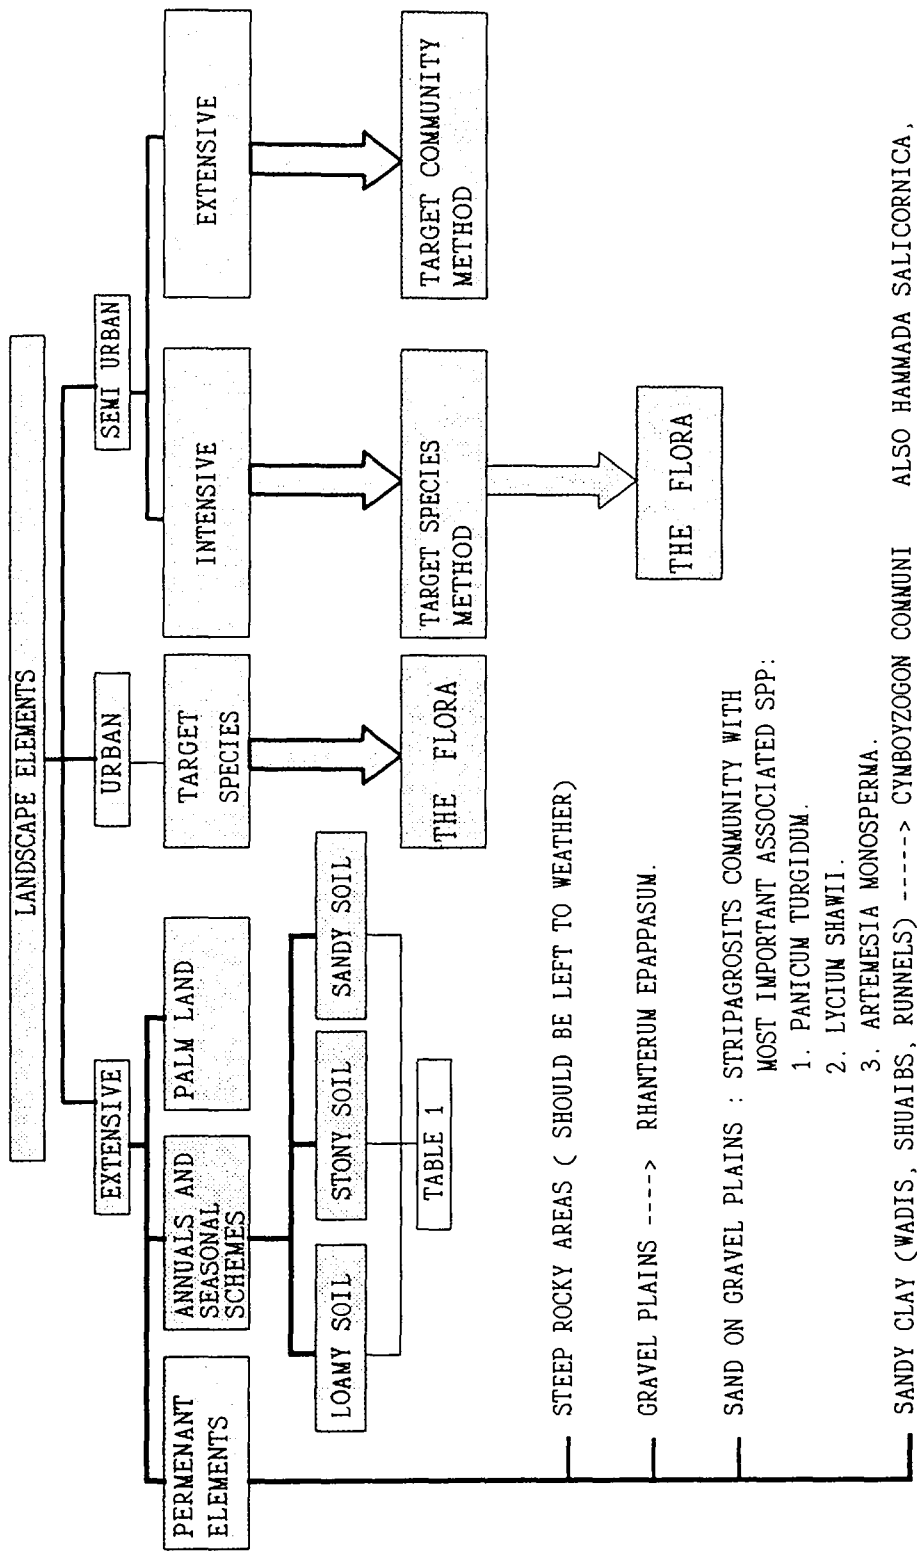 LANDSCAPE ELEMENTS
EXTENSIVE
URBAN
SEMI URBAN
PERMENANT
ELEMENTS
ANNUALS AND
SEASONAL
SCHEMES
PALM LAND
TARGET
SPECIES
INTENSIVE
EXTENSIVE
LOAMY SOIL
STONY SOIL
SANDY SOIL
THE FLORA
TARGET SPECIES
METHOD
TARGET COMMUNITY
METHOD
TABLE 1
THE FLORA
STEEP ROCKY AREAS ( SHOULD BE LEFT TO WEATHER)
GRAVEL PLAINS ----> RHANTERUM EPAPPASUM.
SAND ON GRAVEL PLAINS : STRIPAGROSITS COMMUNITY WITH
MOST IMPORTANT ASSOCIATED SPP:
1. PANICUM TURGIDUM.
2. LYCIUM SHAWII.
3. ARTEMESIA MONOSPERMA.
SANDY CLAY (WADIS, SHUAIBS, RUNNELS) -----> CYMBOYZOGON COMMUNI ALSO HAMMADA SALICORNICA,